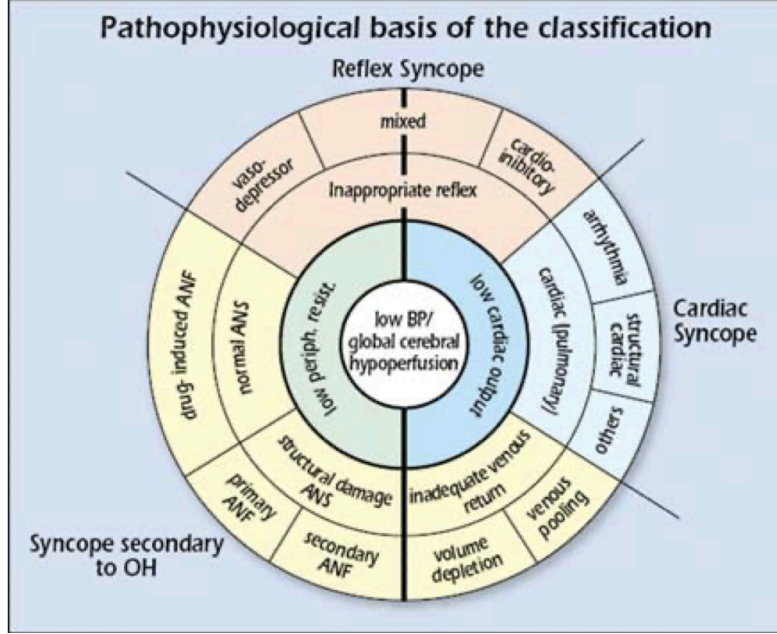 Pathophysiological basis of the classification
Reflex Syncope
mixed
vaso-
depressor
cardio-
inibitory
Inappropriate reflex
arrhythmia
drug- induced ANF
normal ANS
low periph. resist.
low BP/
global cerebral
hypoperfusion
low cardiac output
cardiac (pulmonary)
structural
cardiac
Cardiac
Syncope
others
structural damage
ANS
inadequate venous
return
primary
ANF
secondary
ANF
volume
depletion
venous
pooling
Syncope secondary
to OH